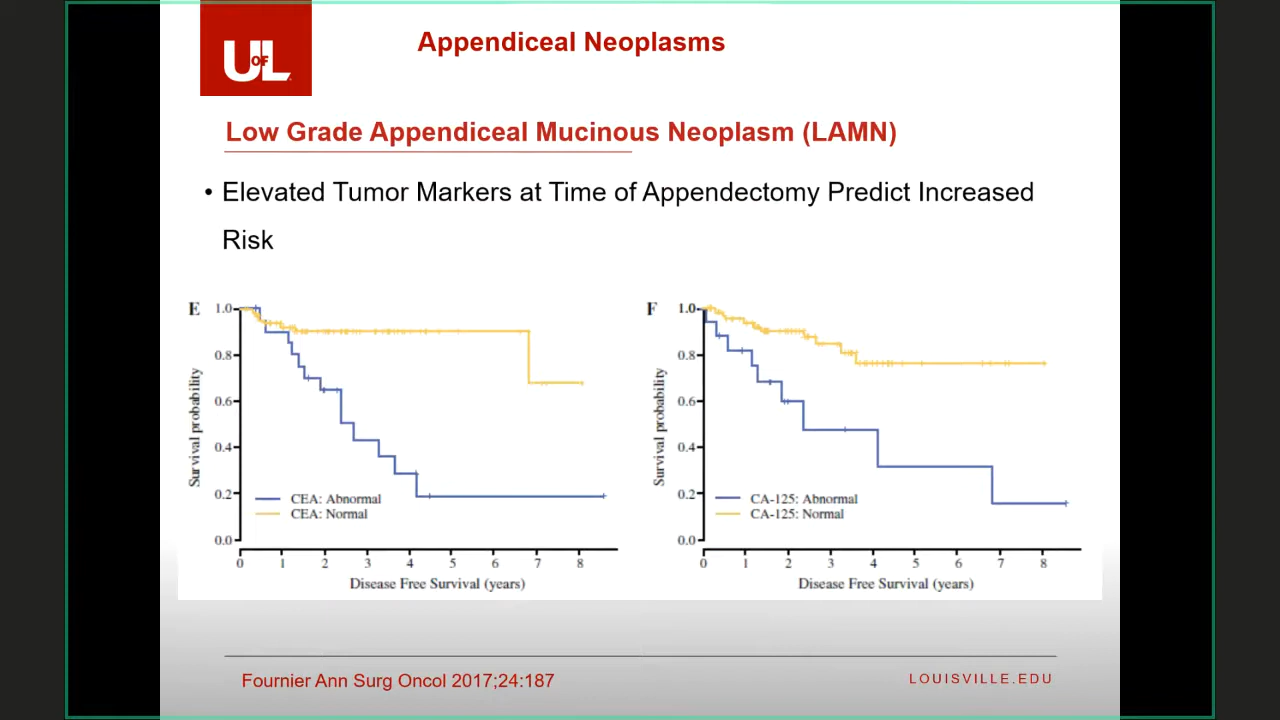 UofL
Appendiceal Neoplasms
Low Grade Appendiceal Mucinous Neoplasm (LAMN)
• Elevated Tumor Markers at Time of Appendectomy Predict Increased
Risk
E
1.0
0.8
0.6
0.4
0.2
0.0
Survival probability
CEA: Abnormal
CEA: Normal
0 1 2 3 4 5 6 7 8
Disease Free Survival (years)
F
1.0
0.8
0.6
0.4
0.2
0.0
Survival probability
CA-125: Abnormal
CA-125: Normal
0 1 2 3 4 5 6 7 8
Disease Free Survival (years)
Fournier Ann Surg Oncol 2017;24:187
LOUISVILLE.EDU